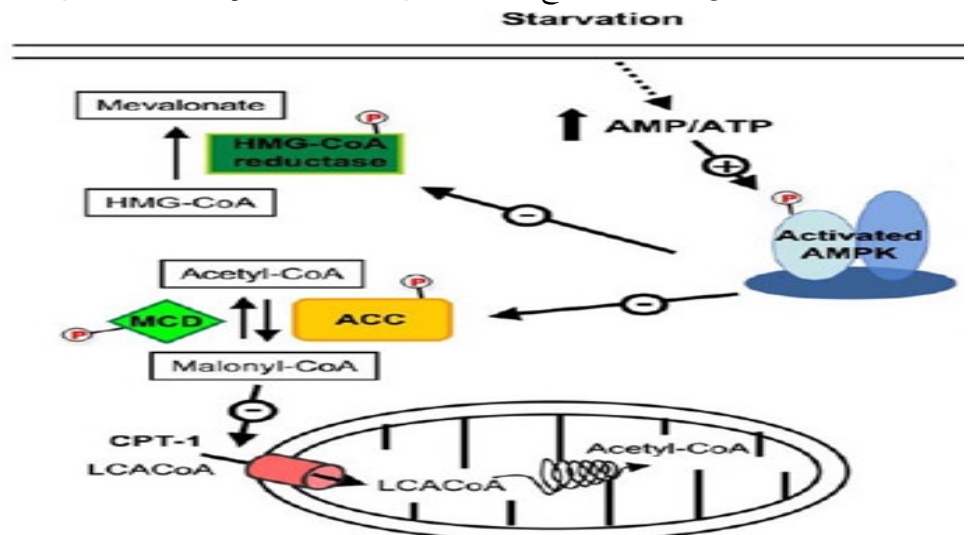 Starvation
Mevalonate
P
HMG-CoA
reductase
AMP/ATP
+
HMG-CoA
P
Activated
AMPK
-
Acetyl-CoA
P
MCD
P
ACC
-
Malonyl-CoA
-
CPT-1
LCACoA
LCACoA
Acetyl-CoA